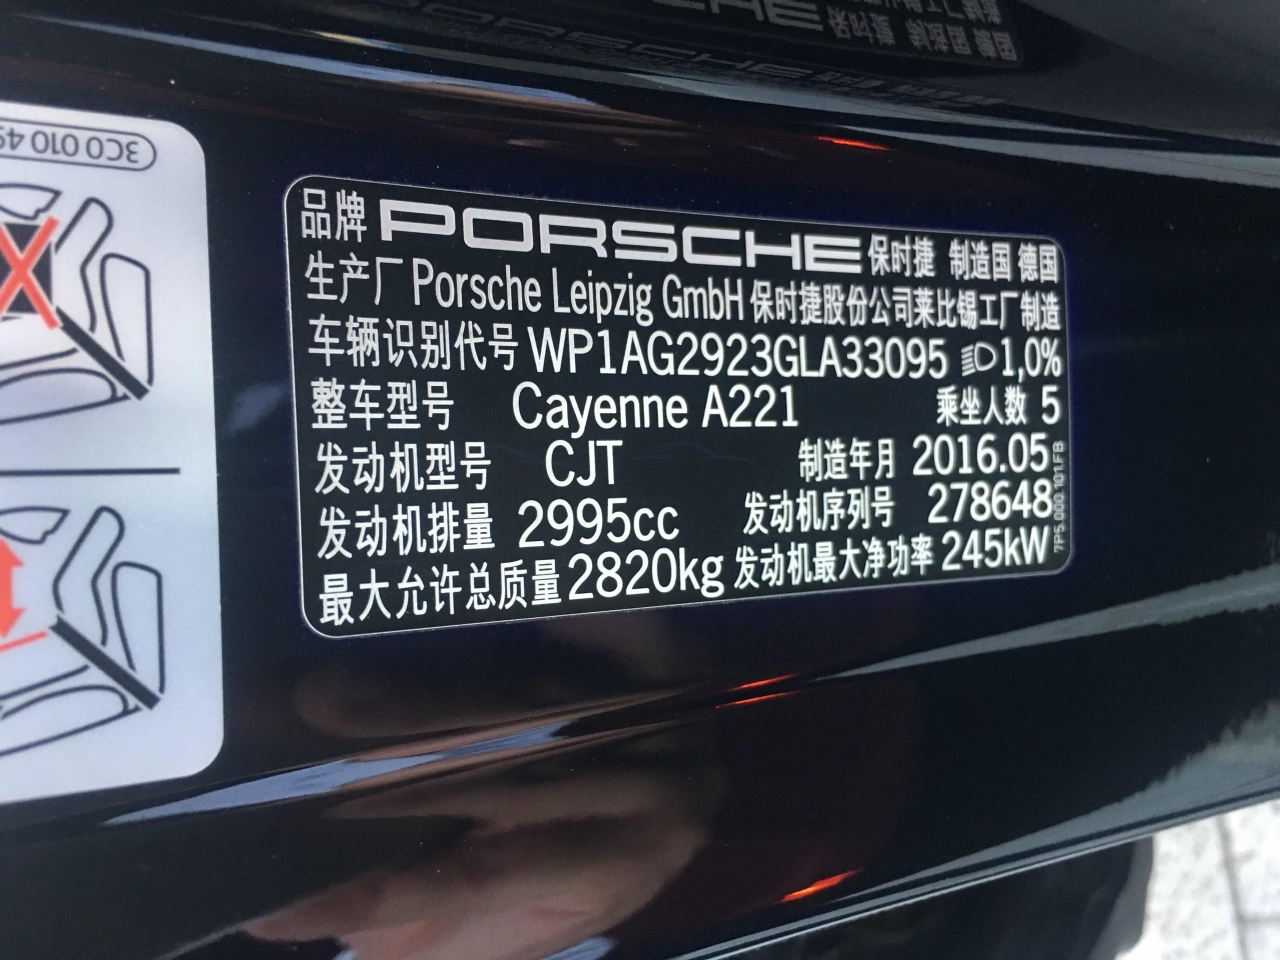 3C0 010 49
品牌 PORSCHE 保时捷 制造国 德国
生产厂 Porsche Leipzig GmbH 保时捷股份公司莱比锡工厂制造
车辆识别代号 WP1AG2923GLA33095 1,0%
整车型号 Cayenne A221 乘坐人数 5
发动机型号 CJT 制造年月 2016.05
发动机排量 2995cc 发动机序列号 278648
最大允许总质量 2820kg 发动机最大净功率 245kW
7P5.000.101.FB